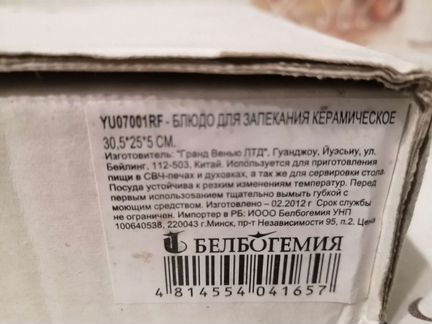 YU07001RF - БЛЮДО ДЛЯ ЗАПЕКАНИЯ КЕРАМИЧЕСКОЕ
30,5*25*5 СМ.
Изготовитель: "Гранд Венью ЛТД", Гуанджоу, Йуэсьиу, ул.
Бейлинг, 112-503, Китай. Используется для приготовления
пищи в СВЧ-печах и духовках, а так же для сервировки стола.
Посуда устойчива к резким изменениям температур. Перед
первым использованием тщательно вымыть губкой с
моющим средством. Изготовлено – 02.2012 г Срок службы
не ограничен. Импортер в РБ: ИООО Белбогемия УНП
100640538, 220043 г.Минск, пр-т Независимости 95, п.2. Цена
БЕЛБОГЕМИЯ
4 814554 041657